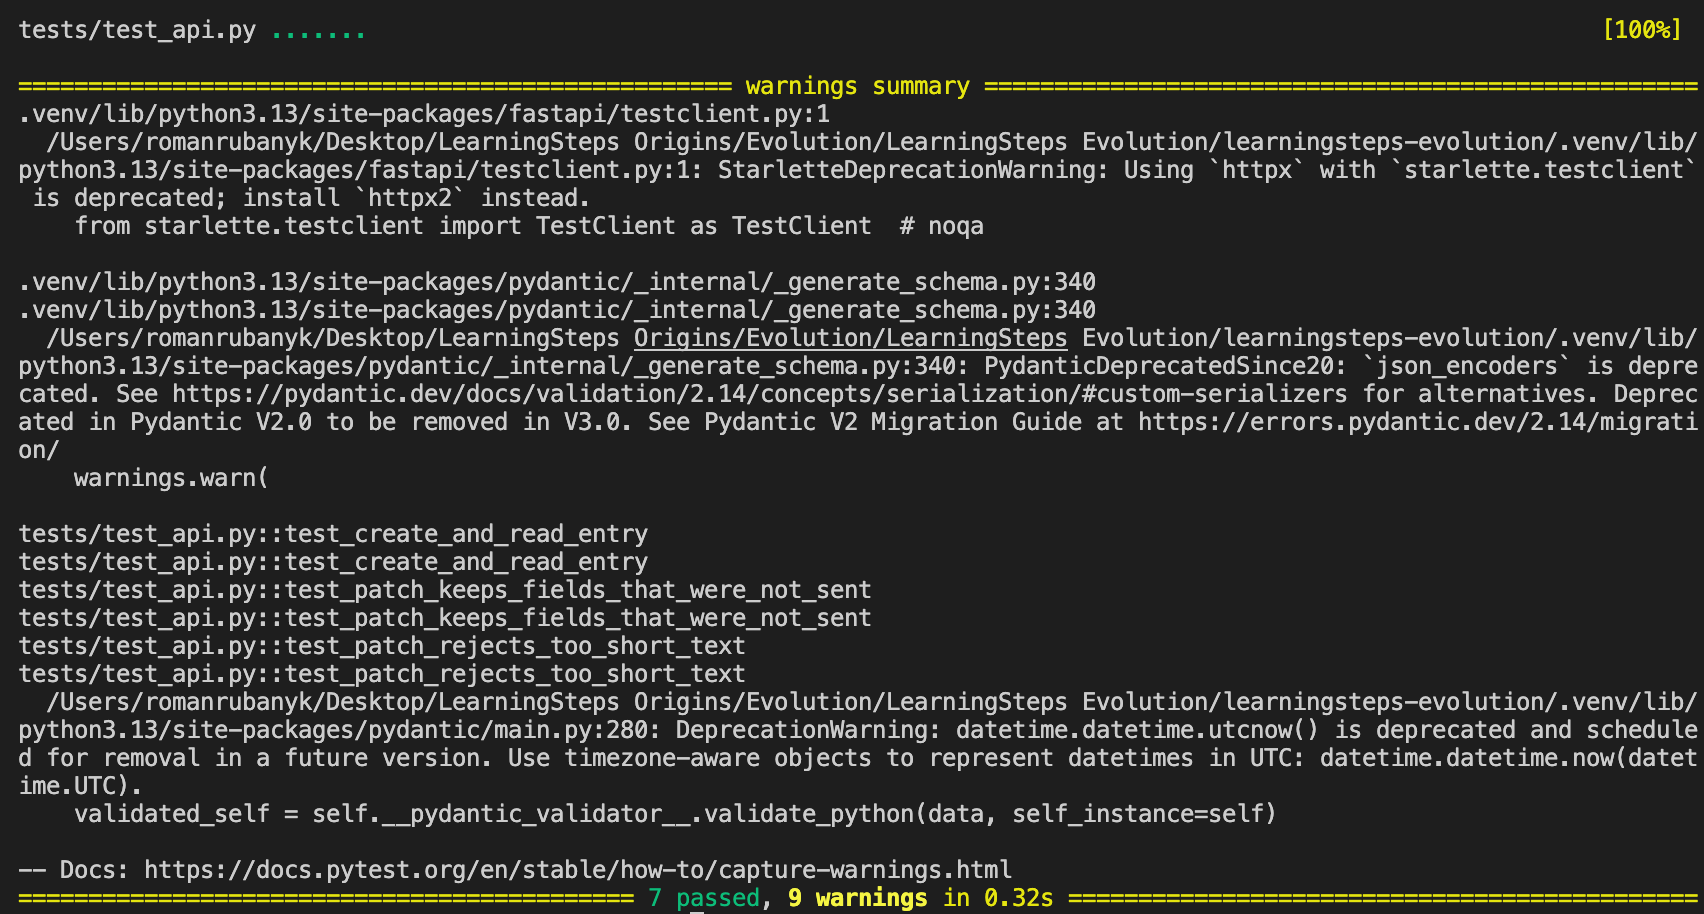 tests/test_api.py ....... [100%]
=================================================== warnings summary ===================================================
.venv/lib/python3.13/site-packages/fastapi/testclient.py:1
  /Users/romanrubanyk/Desktop/LearningSteps Origins/Evolution/LearningSteps Evolution/learningsteps-evolution/.venv/lib/
python3.13/site-packages/fastapi/testclient.py:1: StarletteDeprecationWarning: Using `httpx` with `starlette.testclient`
 is deprecated; install `httpx2` instead.
    from starlette.testclient import TestClient as TestClient  # noqa
.venv/lib/python3.13/site-packages/pydantic/_internal/_generate_schema.py:340
.venv/lib/python3.13/site-packages/pydantic/_internal/_generate_schema.py:340
  /Users/romanrubanyk/Desktop/LearningSteps Origins/Evolution/LearningSteps Evolution/learningsteps-evolution/.venv/lib/
python3.13/site-packages/pydantic/_internal/_generate_schema.py:340: PydanticDeprecatedSince20: `json_encoders` is depre
cated. See https://pydantic.dev/docs/validation/2.14/concepts/serialization/#custom-serializers for alternatives. Deprec
ated in Pydantic V2.0 to be removed in V3.0. See Pydantic V2 Migration Guide at https://errors.pydantic.dev/2.14/migrati
on/
    warnings.warn(
tests/test_api.py::test_create_and_read_entry
tests/test_api.py::test_create_and_read_entry
tests/test_api.py::test_patch_keeps_fields_that_were_not_sent
tests/test_api.py::test_patch_keeps_fields_that_were_not_sent
tests/test_api.py::test_patch_rejects_too_short_text
tests/test_api.py::test_patch_rejects_too_short_text
  /Users/romanrubanyk/Desktop/LearningSteps Origins/Evolution/LearningSteps Evolution/learningsteps-evolution/.venv/lib/
python3.13/site-packages/pydantic/main.py:280: DeprecationWarning: datetime.datetime.utcnow() is deprecated and schedule
d for removal in a future version. Use timezone-aware objects to represent datetimes in UTC: datetime.datetime.now(datet
ime.UTC).
    validated_self = self.__pydantic_validator__.validate_python(data, self_instance=self)
-- Docs: https://docs.pytest.org/en/stable/how-to/capture-warnings.html
============================================ 7 passed, 9 warnings in 0.32s =============================================